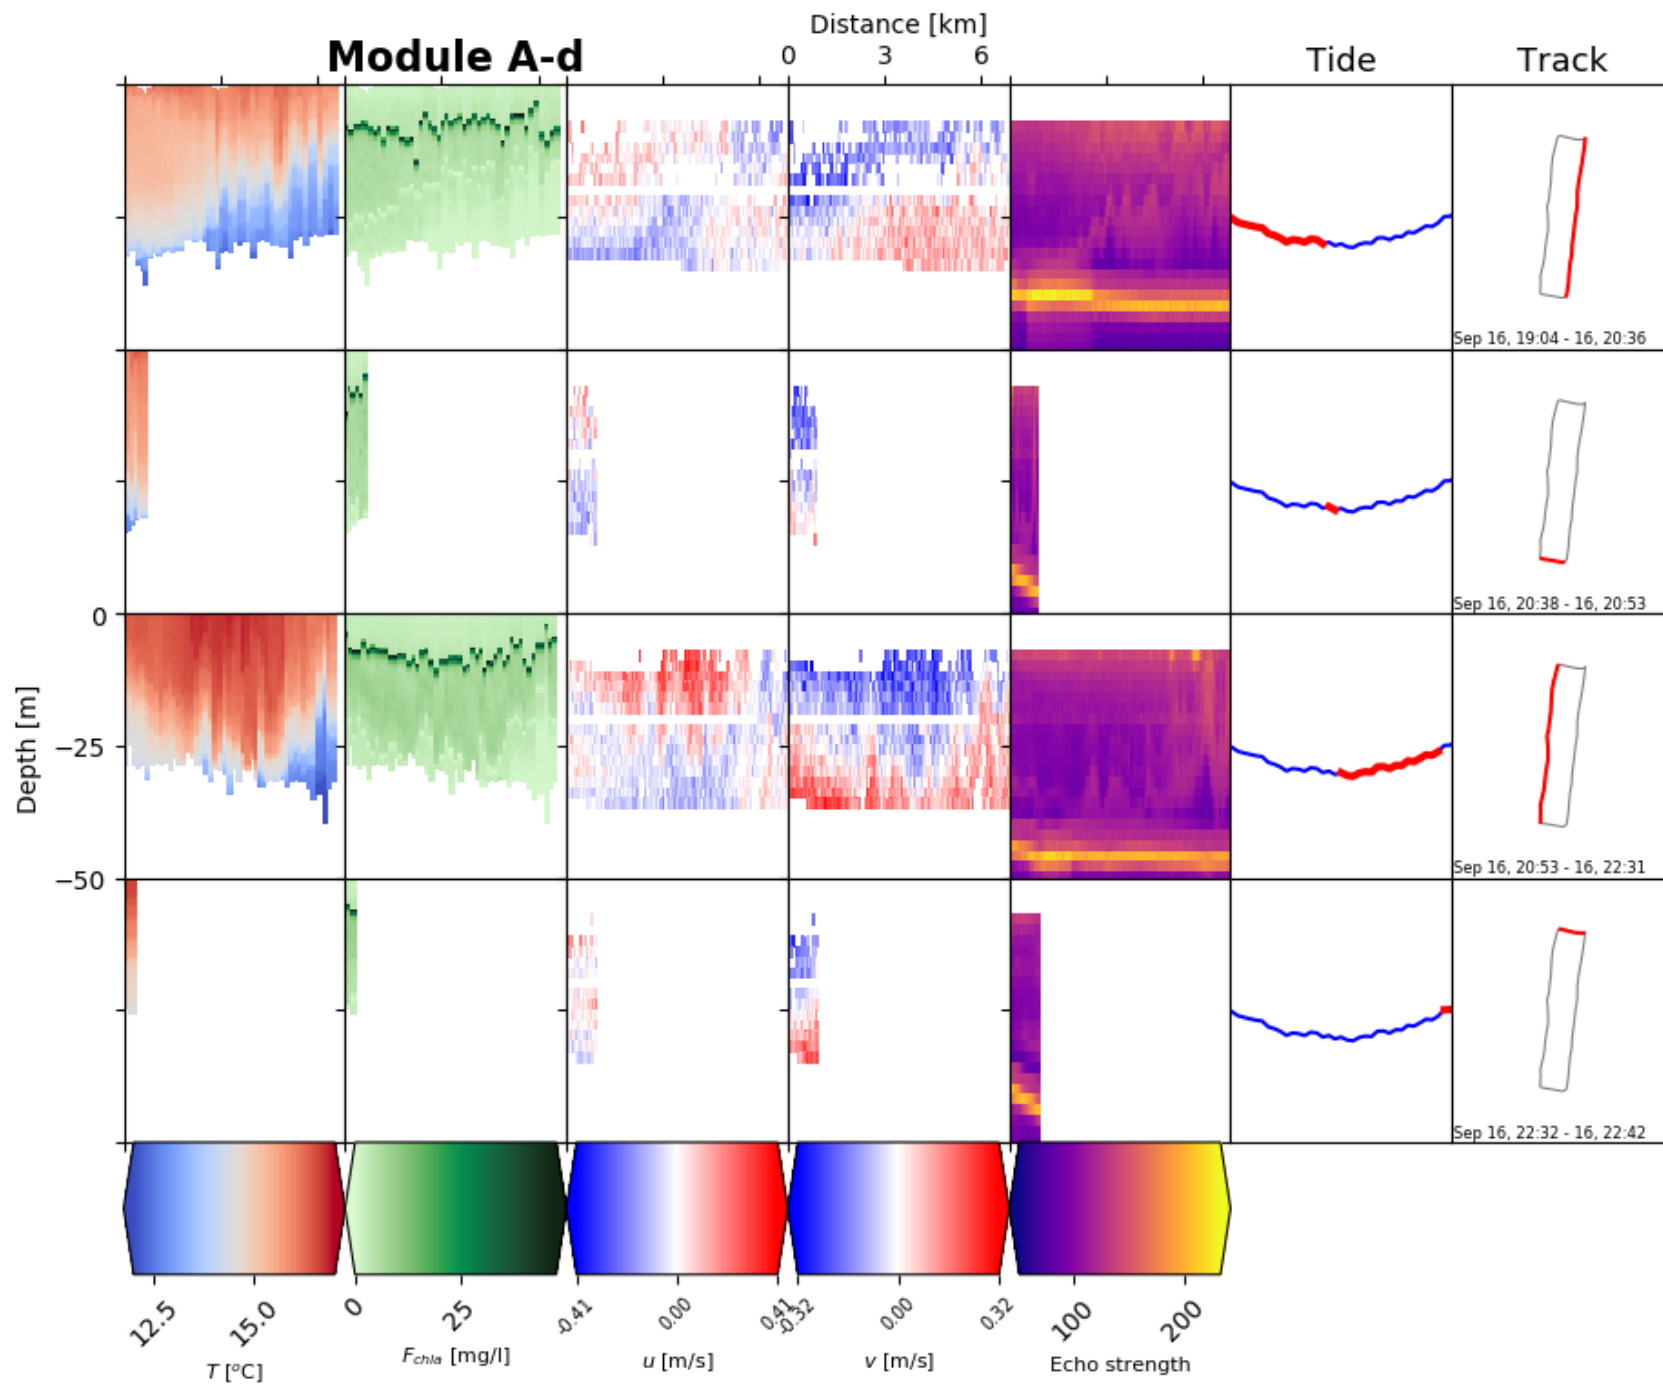 Distance [km]
Module A-d
0 3 6
Tide
Track
Sep 16, 19:04 - 16, 20:36
Sep 16, 20:38 - 16, 20:53
0
−25
−50
Depth [m]
Sep 16, 20:53 - 16, 22:31
Sep 16, 22:32 - 16, 22:42
12.5 15.0
0 25
-0.41 0.00 0.41
-0.32 0.00 0.32
100 200
T [°C]
F_chla [mg/l]
u [m/s]
v [m/s]
Echo strength